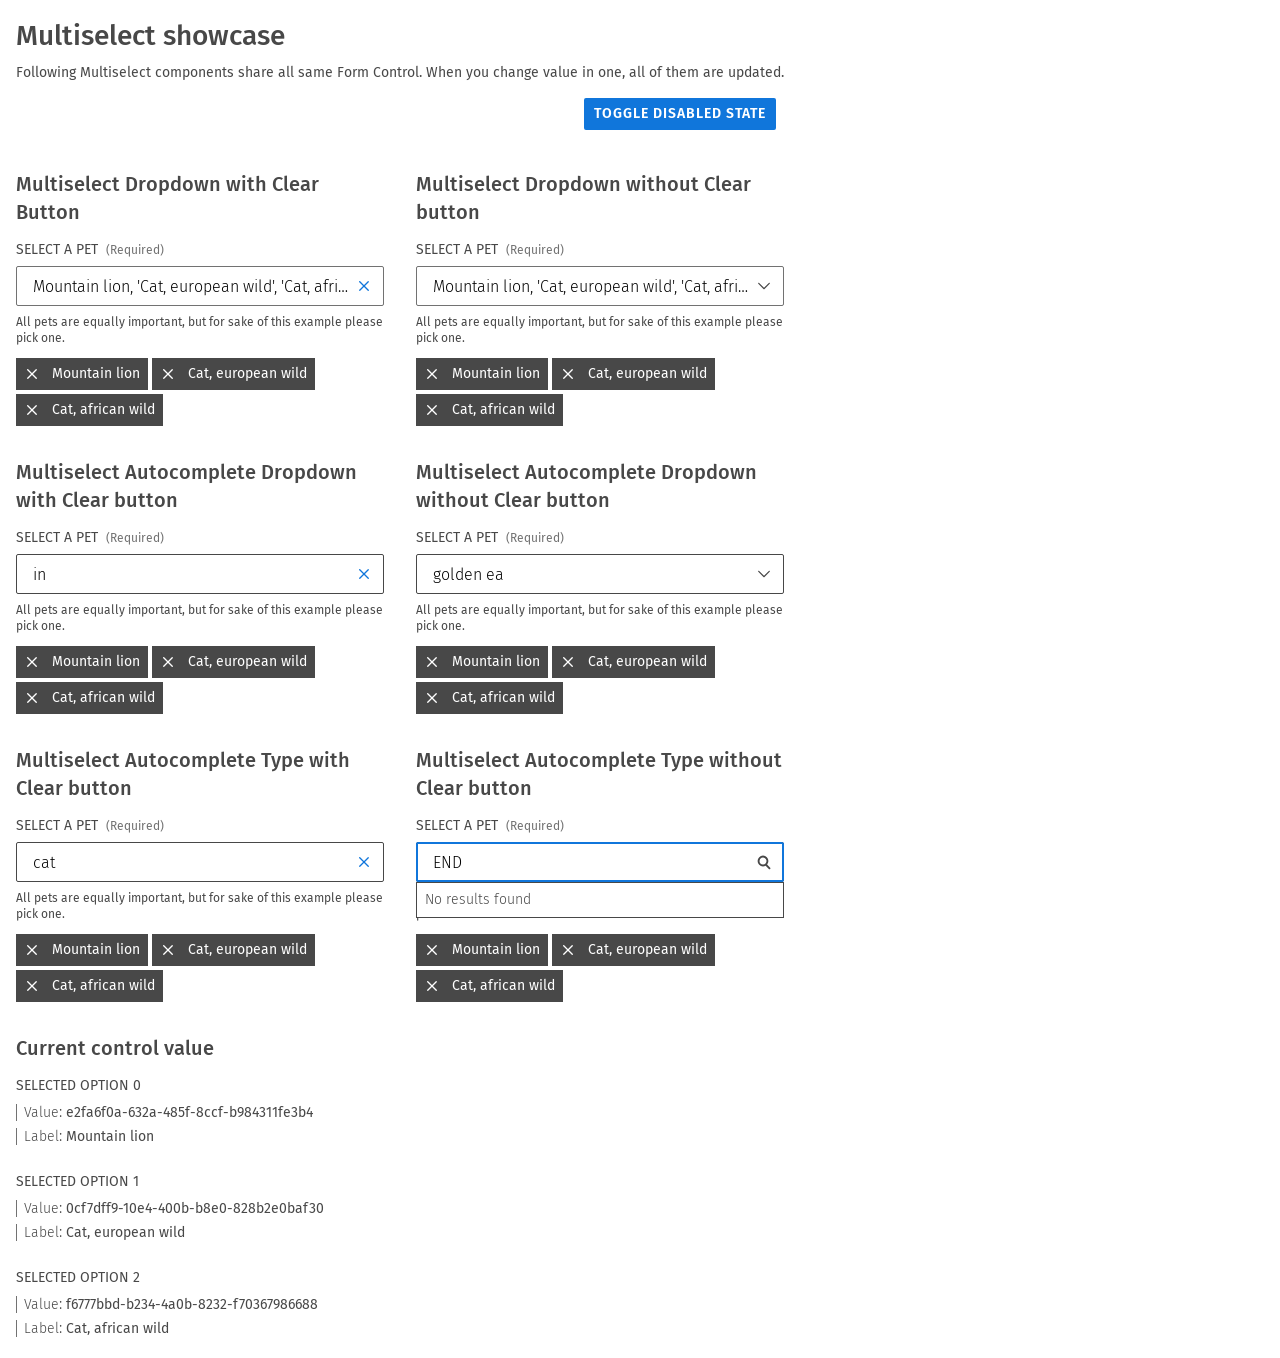 Multiselect showcase
Following Multiselect components share all same Form Control. When you change value in one, all of them are updated.
TOGGLE DISABLED STATE
Multiselect Dropdown with Clear
Button
SELECT A PET (Required)
Mountain lion, 'Cat, european wild', 'Cat, afri...
All pets are equally important, but for sake of this example please
pick one.
Mountain lion
Cat, european wild
Cat, african wild
Multiselect Dropdown without Clear
button
SELECT A PET (Required)
Mountain lion, 'Cat, european wild', 'Cat, afri...
All pets are equally important, but for sake of this example please
pick one.
Mountain lion
Cat, european wild
Cat, african wild
Multiselect Autocomplete Dropdown
with Clear button
SELECT A PET (Required)
in
All pets are equally important, but for sake of this example please
pick one.
Mountain lion
Cat, european wild
Cat, african wild
Multiselect Autocomplete Dropdown
without Clear button
SELECT A PET (Required)
golden ea
All pets are equally important, but for sake of this example please
pick one.
Mountain lion
Cat, european wild
Cat, african wild
Multiselect Autocomplete Type with
Clear button
SELECT A PET (Required)
cat
All pets are equally important, but for sake of this example please
pick one.
Mountain lion
Cat, european wild
Cat, african wild
Multiselect Autocomplete Type without
Clear button
SELECT A PET (Required)
END
No results found
Mountain lion
Cat, european wild
Cat, african wild
Current control value
SELECTED OPTION 0
Value: e2fa6f0a-632a-485f-8ccf-b984311fe3b4
Label: Mountain lion
SELECTED OPTION 1
Value: 0cf7dff9-10e4-400b-b8e0-828b2e0baf30
Label: Cat, european wild
SELECTED OPTION 2
Value: f6777bbd-b234-4a0b-8232-f70367986688
Label: Cat, african wild